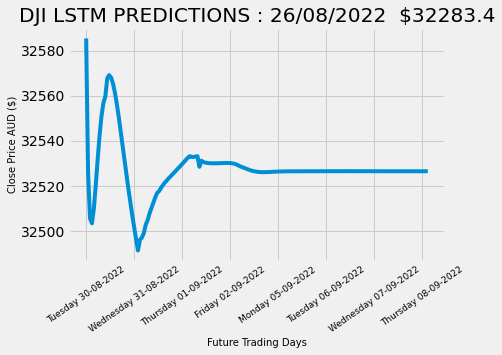 DJI LSTM PREDICTIONS : 26/08/2022  $32283.4
32580
32560
32540
32520
32500
Close Price AUD ($)
Tuesday 30-08-2022
Wednesday 31-08-2022
Thursday 01-09-2022
Friday 02-09-2022
Monday 05-09-2022
Tuesday 06-09-2022
Wednesday 07-09-2022
Thursday 08-09-2022
Future Trading Days